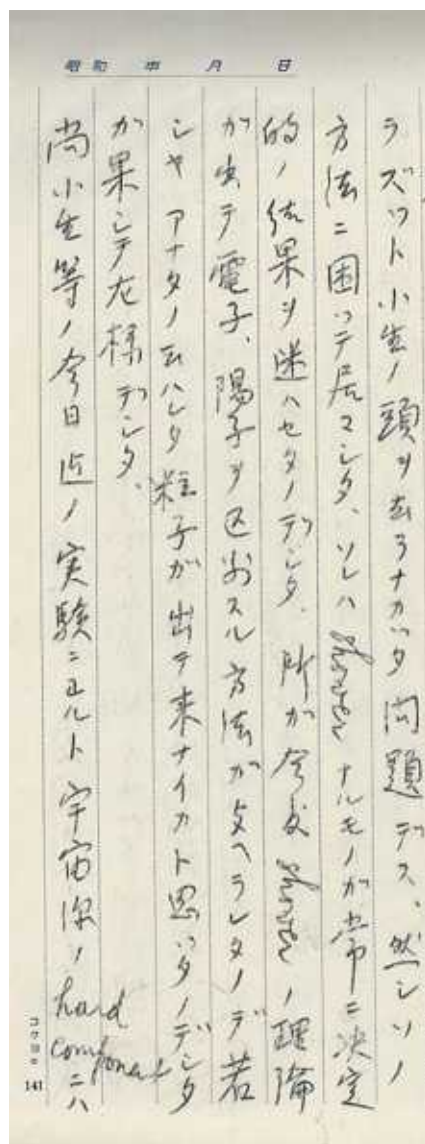 昭和 年 月 日
ラズット小生ノ頭ヲ去ラナカッタ問題デス、然シソノ
方法ニ困ッテ居マシタ、ソレハ shower ナルモノガ常ニ決定
的ノ結果ヲ迷ハセタノデシタ、所ガ今度 shower ノ理論
ガ出テ電子、陽子ヲ区別スル方法ガ与ヘラレタノデ若
シヤアナタノ云ハレタ粒子ガ出テ来ナイカト思ッタノデシタ
ガ果シテ左様デシタ、
尚小生等ノ今日迄ノ実験ニヨルト宇宙線ノ hard component ニハ
コクヨ
141